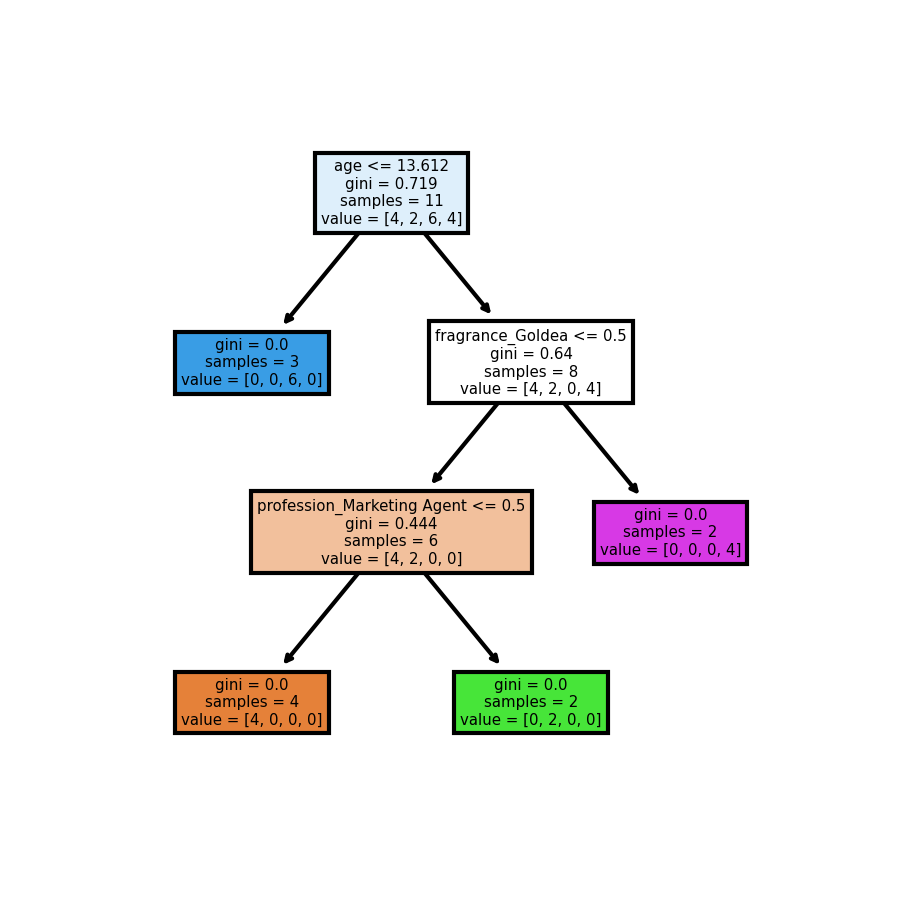 age <= 13.612
gini = 0.719
samples = 11
value = [4, 2, 6, 4]
gini = 0.0
samples = 3
value = [0, 0, 6, 0]
fragrance_Goldea <= 0.5
gini = 0.64
samples = 8
value = [4, 2, 0, 4]
profession_Marketing Agent <= 0.5
gini = 0.444
samples = 6
value = [4, 2, 0, 0]
gini = 0.0
samples = 2
value = [0, 0, 0, 4]
gini = 0.0
samples = 4
value = [4, 0, 0, 0]
gini = 0.0
samples = 2
value = [0, 2, 0, 0]